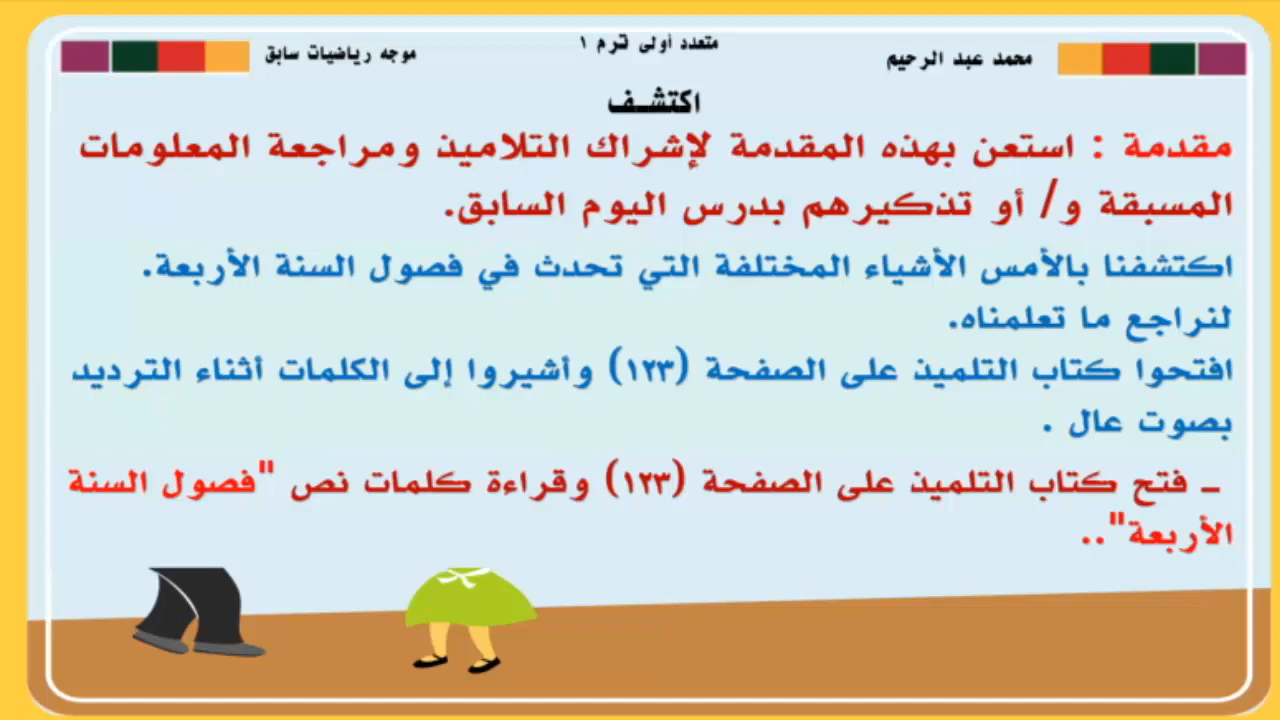 متعدد أولى ترم ١
محمد عبد الرحيم
موجه رياضيات سابق
اكتشـف
مقدمة : استعن بهذه المقدمة لإشراك التلاميذ ومراجعة المعلومات
المسبقة و/ أو تذكيرهم بدرس اليوم السابق.
اكتشفنا بالأمس الأشياء المختلفة التي تحدث في فصول السنة الأربعة.
لنراجع ما تعلمناه.
افتحوا كتاب التلميذ على الصفحة (١٢٣) وأشيروا إلى الكلمات أثناء الترديد
بصوت عال .
ـ فتح كتاب التلميذ على الصفحة (١٢٣) وقراءة كلمات نص "فصول السنة
الأربعة"..